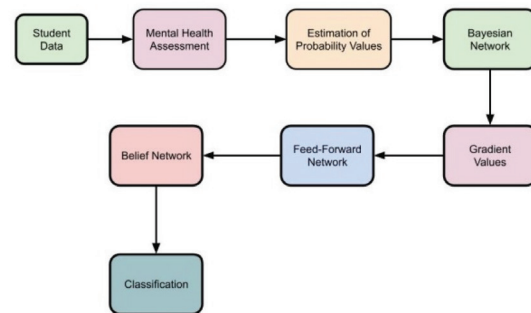 Student
Data
Mental Health
Assessment
Estimation of
Probability Values
Bayesian
Network
Gradient
Values
Feed-Forward
Network
Belief Network
Classification